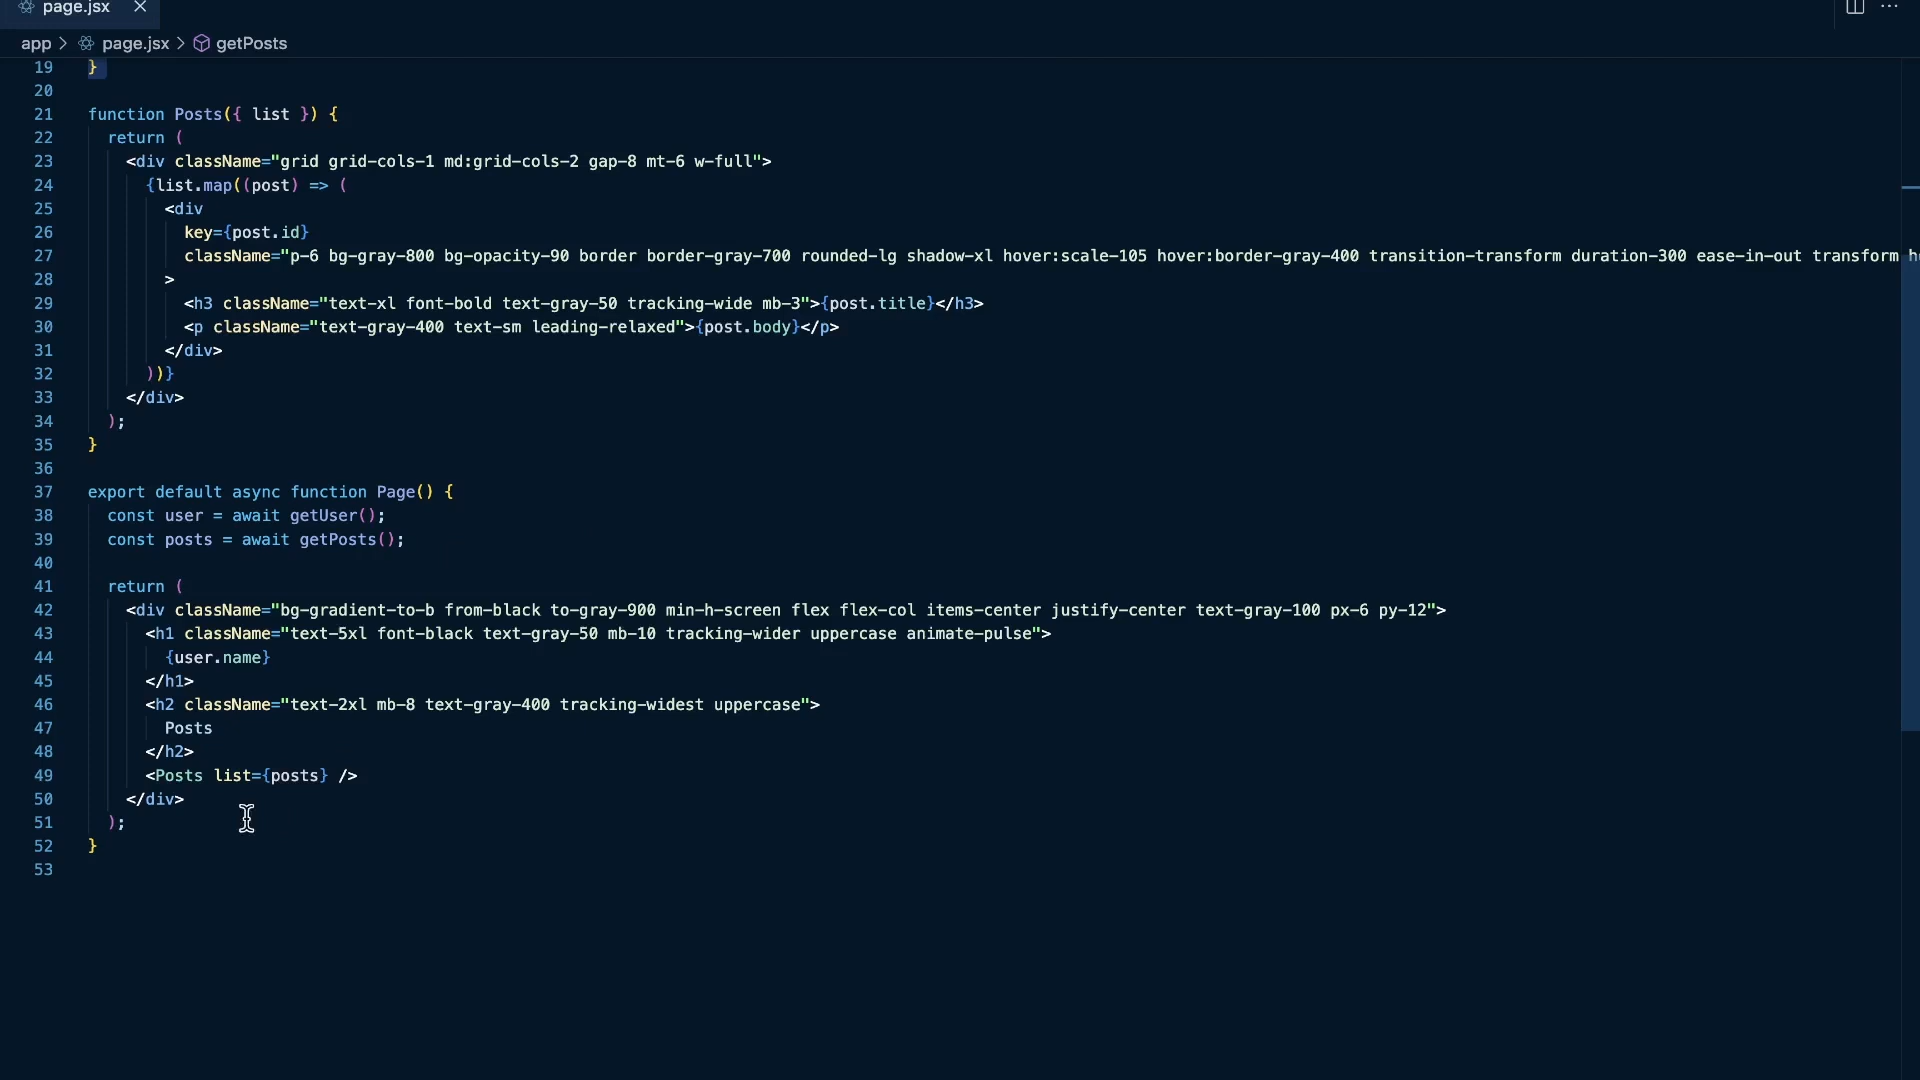 page.jsx
app > page.jsx > getPosts
19 }
20
21 function Posts({ list }) {
22 return (
23 <div className="grid grid-cols-1 md:grid-cols-2 gap-8 mt-6 w-full">
24 {list.map((post) => (
25 <div
26 key={post.id}
27 className="p-6 bg-gray-800 bg-opacity-90 border border-gray-700 rounded-lg shadow-xl hover:scale-105 hover:border-gray-400 transition-transform duration-300 ease-in-out transform
28 >
29 <h3 className="text-xl font-bold text-gray-50 tracking-wide mb-3">{post.title}</h3>
30 <p className="text-gray-400 text-sm leading-relaxed">{post.body}</p>
31 </div>
32 ))}
33 </div>
34 );
35 }
36
37 export default async function Page() {
38 const user = await getUser();
39 const posts = await getPosts();
40
41 return (
42 <div className="bg-gradient-to-b from-black to-gray-900 min-h-screen flex flex-col items-center justify-center text-gray-100 px-6 py-12">
43 <h1 className="text-5xl font-black text-gray-50 mb-10 tracking-wider uppercase animate-pulse">
44 {user.name}
45 </h1>
46 <h2 className="text-2xl mb-8 text-gray-400 tracking-widest uppercase">
47 Posts
48 </h2>
49 <Posts list={posts} />
50 </div>
51 );
52 }
53